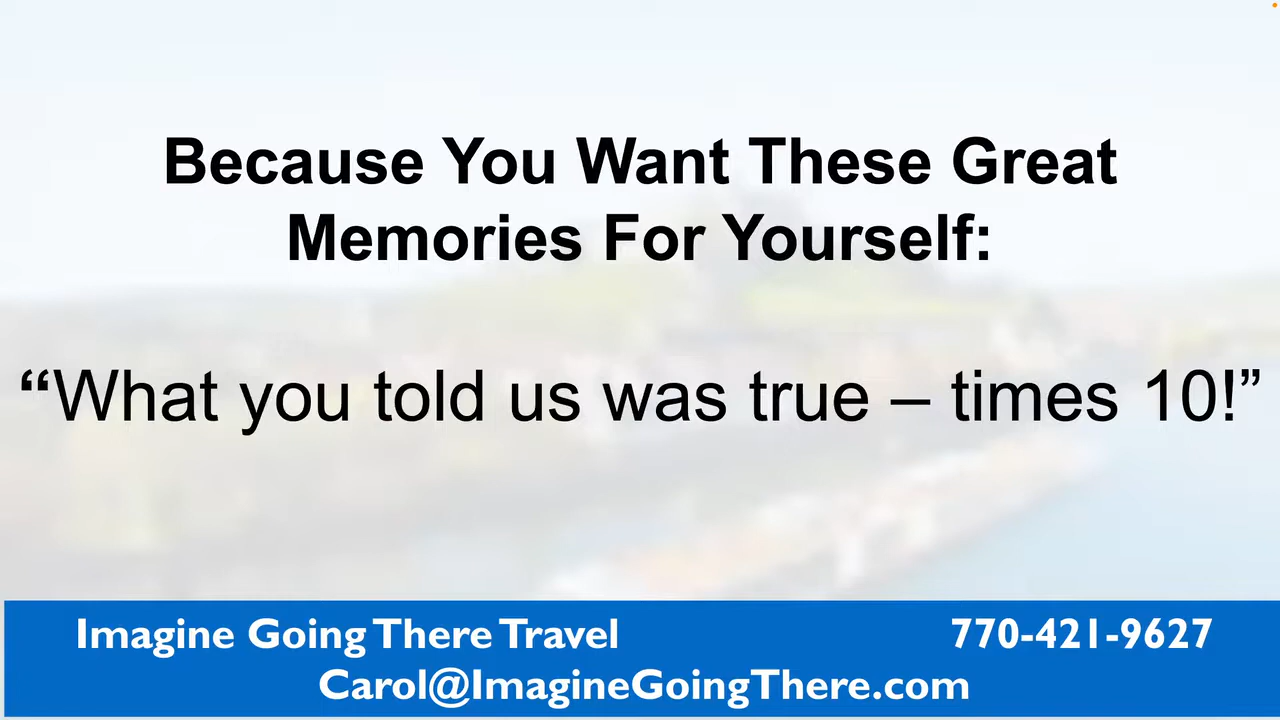 Because You Want These Great
Memories For Yourself:
“What you told us was true – times 10!”
Imagine Going There Travel 770-421-9627
Carol@ImagineGoingThere.com